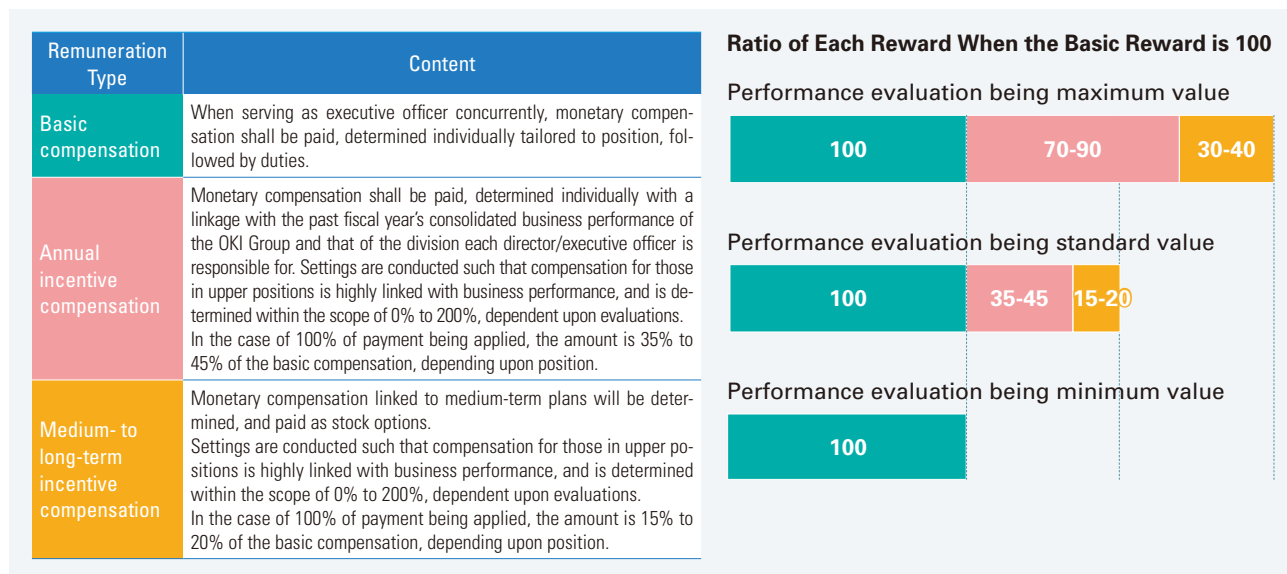 Remuneration
Type
Content
Basic
compensation
When serving as executive officer concurrently, monetary compen-
sation shall be paid, determined individually tailored to position, fol-
lowed by duties.
Annual
incentive
compensation
Monetary compensation shall be paid, determined individually with a
linkage with the past fiscal year's consolidated business performance of
the OKI Group and that of the division each director/executive officer is
responsible for. Settings are conducted such that compensation for those
in upper positions is highly linked with business performance, and is de-
termined within the scope of 0% to 200%, dependent upon evaluations.
In the case of 100% of payment being applied, the amount is 35% to
45% of the basic compensation, depending upon position.
Medium- to
long-term
incentive
compensation
Monetary compensation linked to medium-term plans will be deter-
mined, and paid as stock options.
Settings are conducted such that compensation for those in upper po-
sitions is highly linked with business performance, and is determined
within the scope of 0% to 200%, dependent upon evaluations.
In the case of 100% of payment being applied, the amount is 15% to
20% of the basic compensation, depending upon position.
Ratio of Each Reward When the Basic Reward is 100
Performance evaluation being maximum value
100 70-90 30-40
Performance evaluation being standard value
100 35-45 15-20
Performance evaluation being minimum value
100